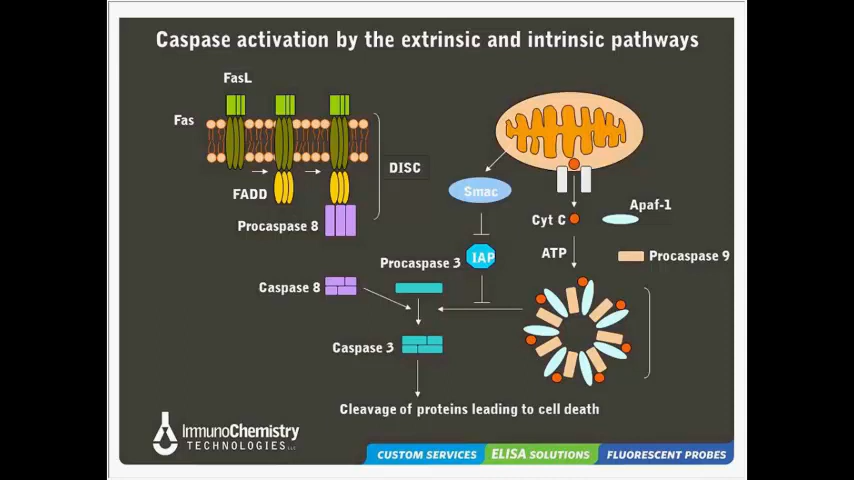 Caspase activation by the extrinsic and intrinsic pathways
FasL
Fas
DISC
FADD
Procaspase 8
Smac
Cyt C
Apaf-1
ATP
Procaspase 9
IAP
Procaspase 3
Caspase 8
Caspase 3
Cleavage of proteins leading to cell death
ImmunoChemistry
TECHNOLOGIES LLC
CUSTOM SERVICES
ELISA SOLUTIONS
FLUORESCENT PROBES